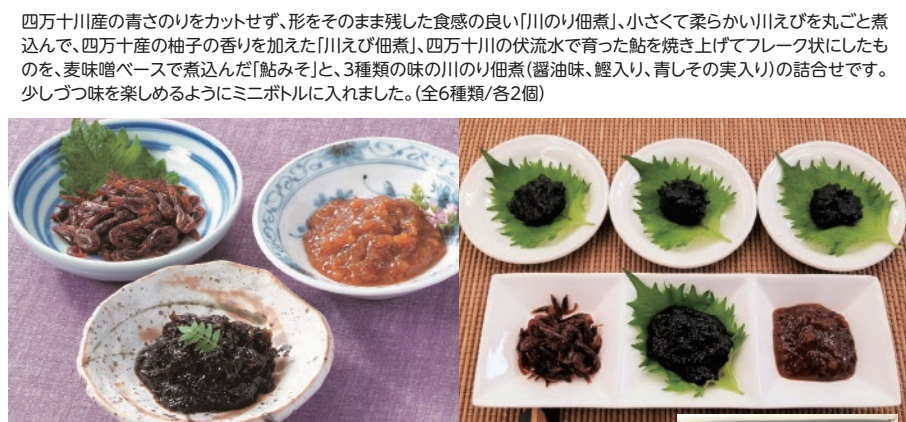 四万十川産の青さのりをカットせず、形をそのまま残した食感の良い「川のり佃煮」、小さくて柔らかい川えびを丸ごと煮
込んで、四万十産の柚子の香りを加えた「川えび佃煮」、四万十川の伏流水で育った鮎を焼き上げてフレーク状にしたも
のを、麦味噌ベースで煮込んだ「鮎みそ」と、3種類の味の川のり佃煮(醤油味、鰹入り、青しその実入り)の詰合せです。
少しづつ味を楽しめるようにミニボトルに入れました。(全6種類/各2個)